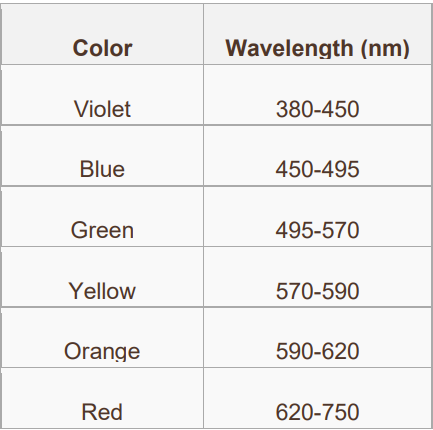 Color Wavelength (nm)
Violet 380-450
Blue 450-495
Green 495-570
Yellow 570-590
Orange 590-620
Red 620-750